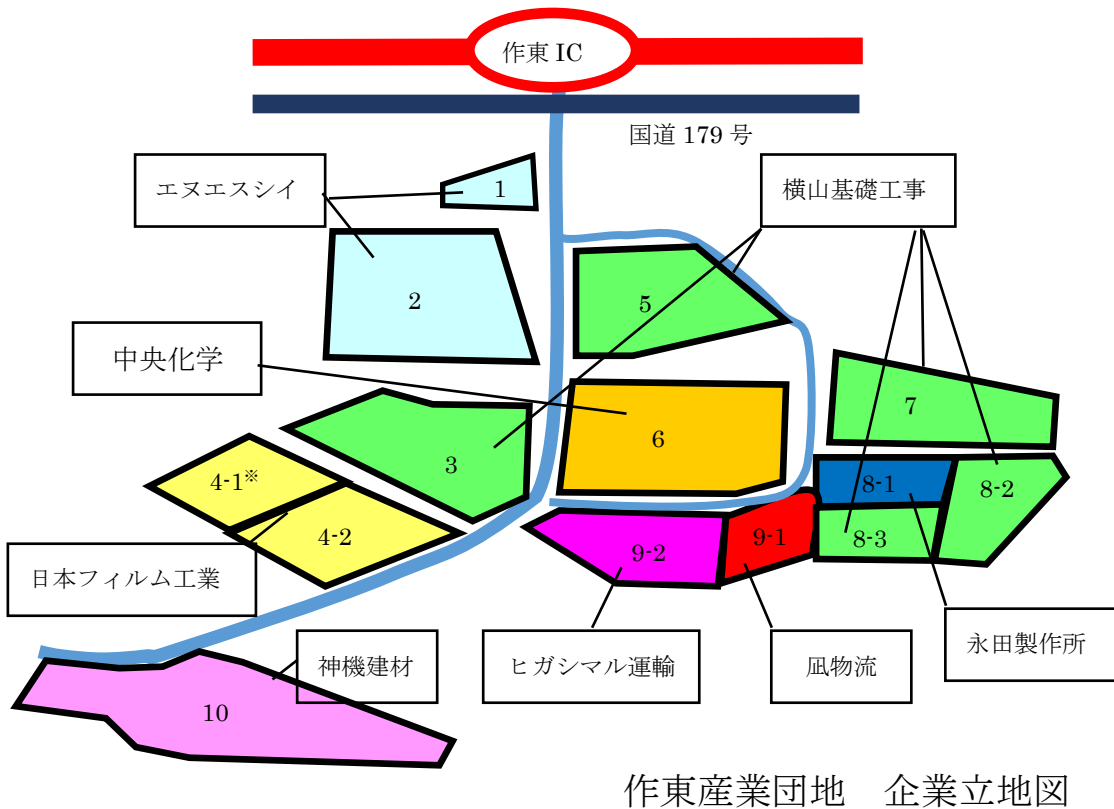 作東 IC
国道 179 号
エヌエスシイ
1
横山基礎工事
2
5
中央化学
7
3
6
4-1※
8-1
8-2
4-2
9-2
9-1
8-3
日本フィルム工業
神機建材
ヒガシマル運輸
凪物流
永田製作所
10
作東産業団地　企業立地図